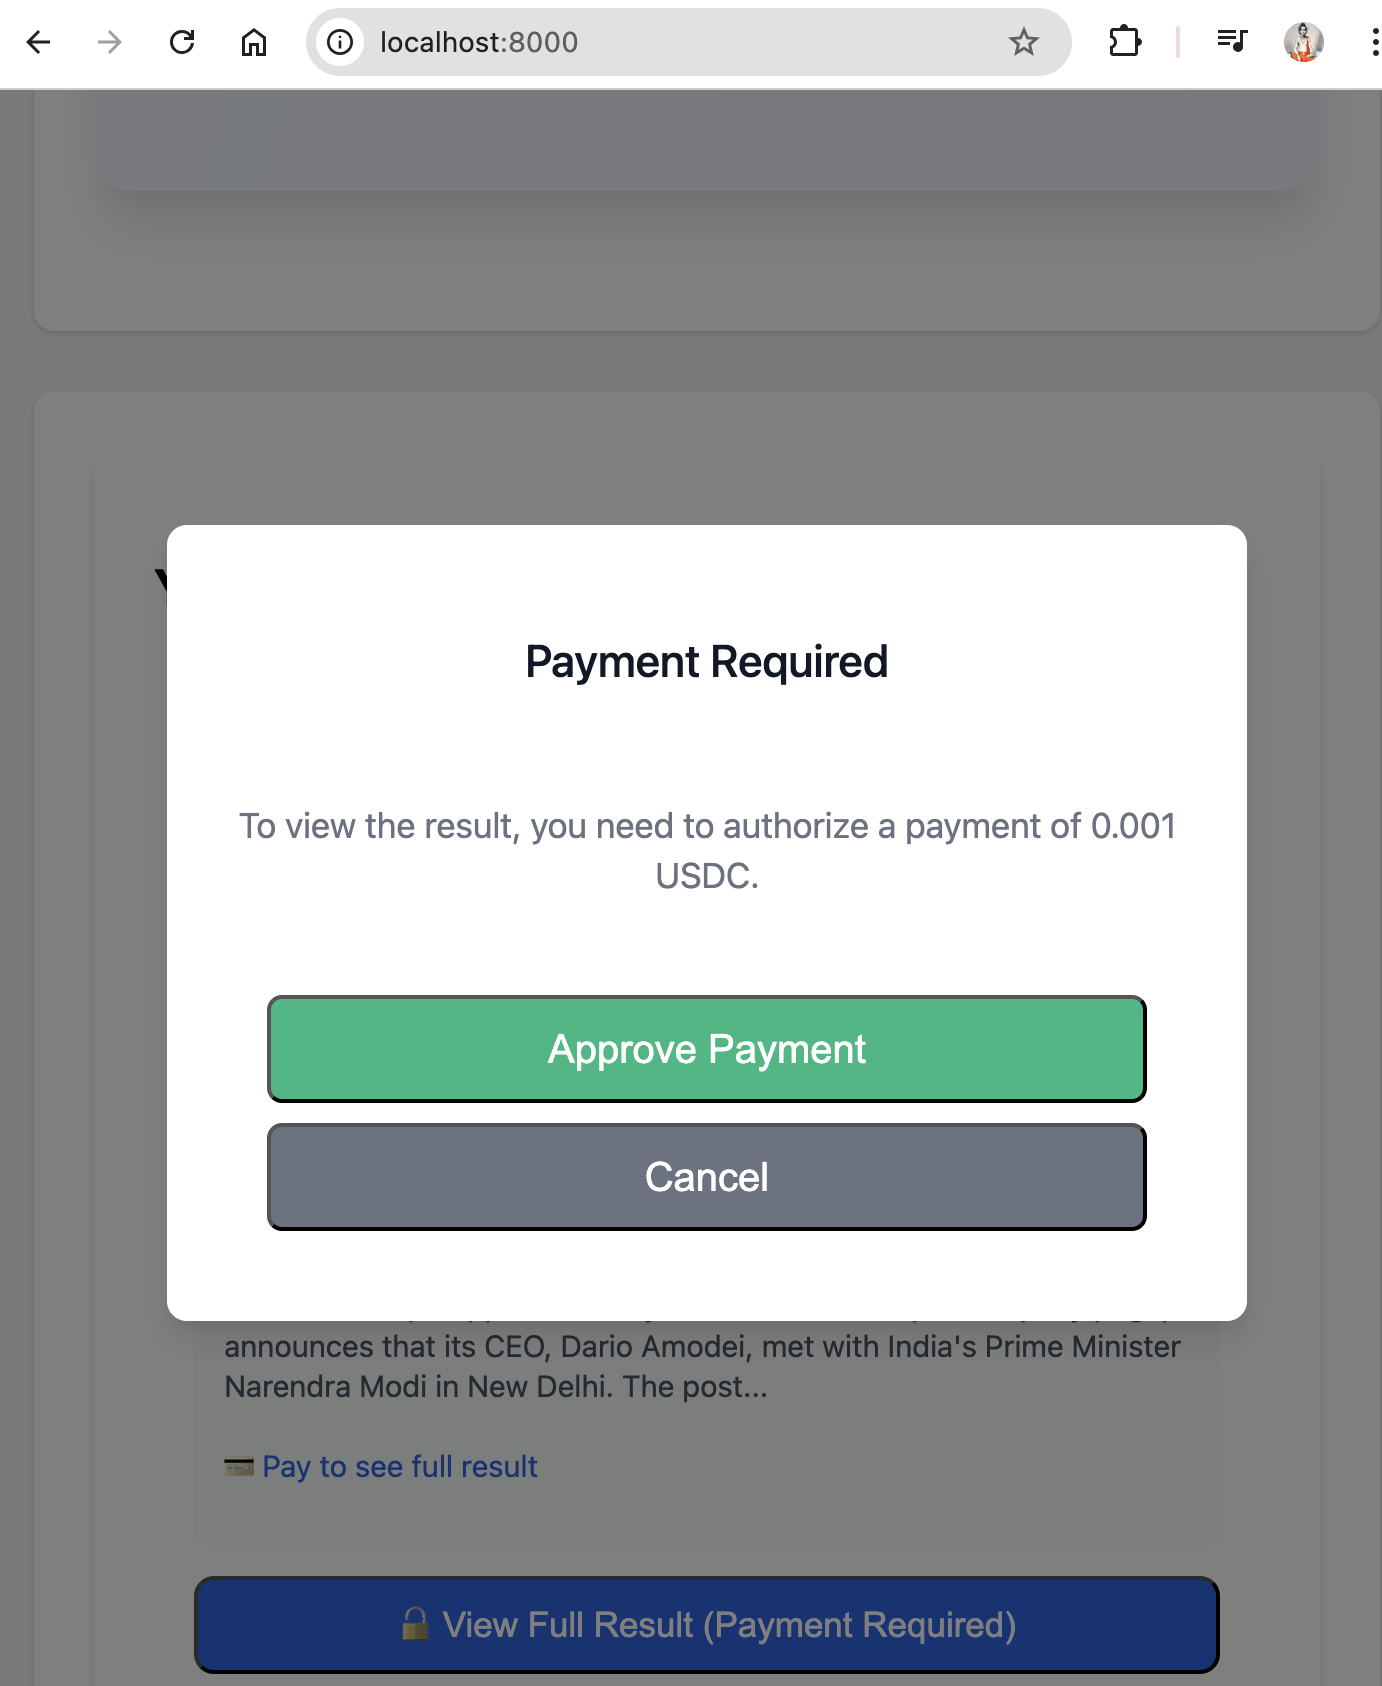 localhost:8000
Payment Required
To view the result, you need to authorize a payment of 0.001
USDC.
Approve Payment
Cancel
announces that its CEO, Dario Amodei, met with India's Prime Minister
Narendra Modi in New Delhi. The post...
💳 Pay to see full result
🔒 View Full Result (Payment Required)